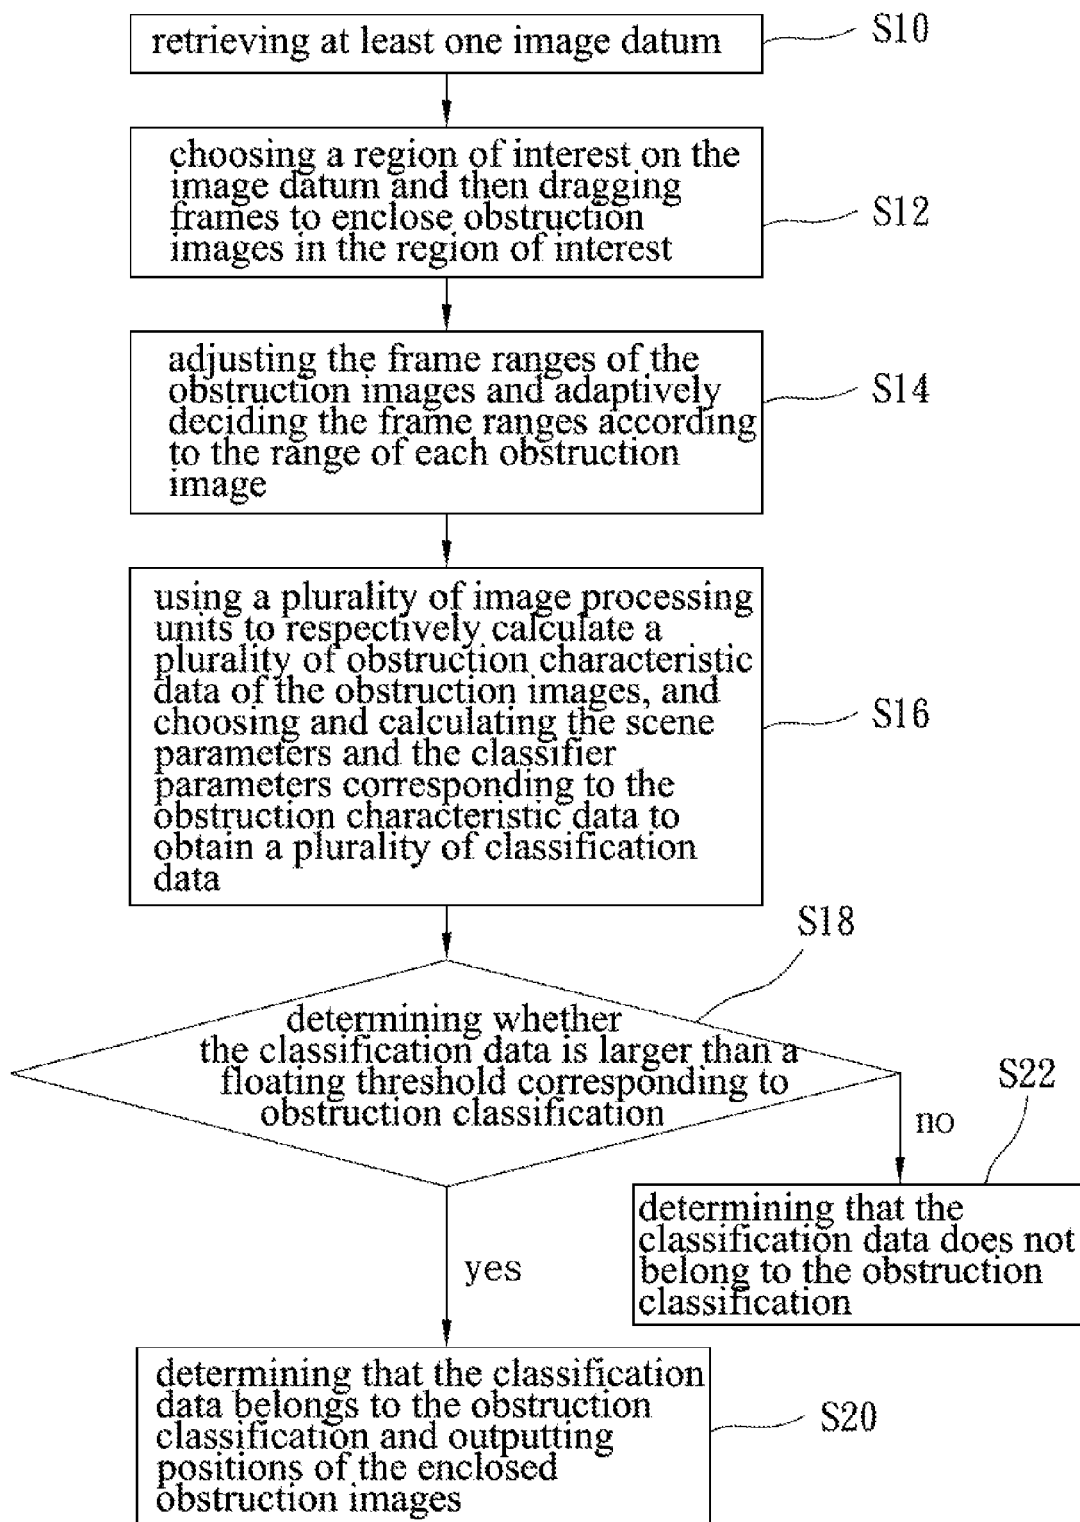 retrieving at least one image datum
S10
choosing a region of interest on the
image datum and then dragging
frames to enclose obstruction
images in the region of interest
S12
adjusting the frame ranges of the
obstruction images and adaptively
deciding the frame ranges according
to the range of each obstruction
image
S14
using a plurality of image processing
units to respectively calculate a
plurality of obstruction characteristic
data of the obstruction images, and
choosing and calculating the scene
parameters and the classifier
parameters corresponding to the
obstruction characteristic data to
obtain a plurality of classification
data
S16
S18
determining whether
the classification data is larger than a
floating threshold corresponding to
obstruction classification
S22
no
determining that the
classification data does not
belong to the obstruction
classification
yes
determining that the classification
data belongs to the obstruction
classification and outputting
positions of the enclosed
obstruction images
S20